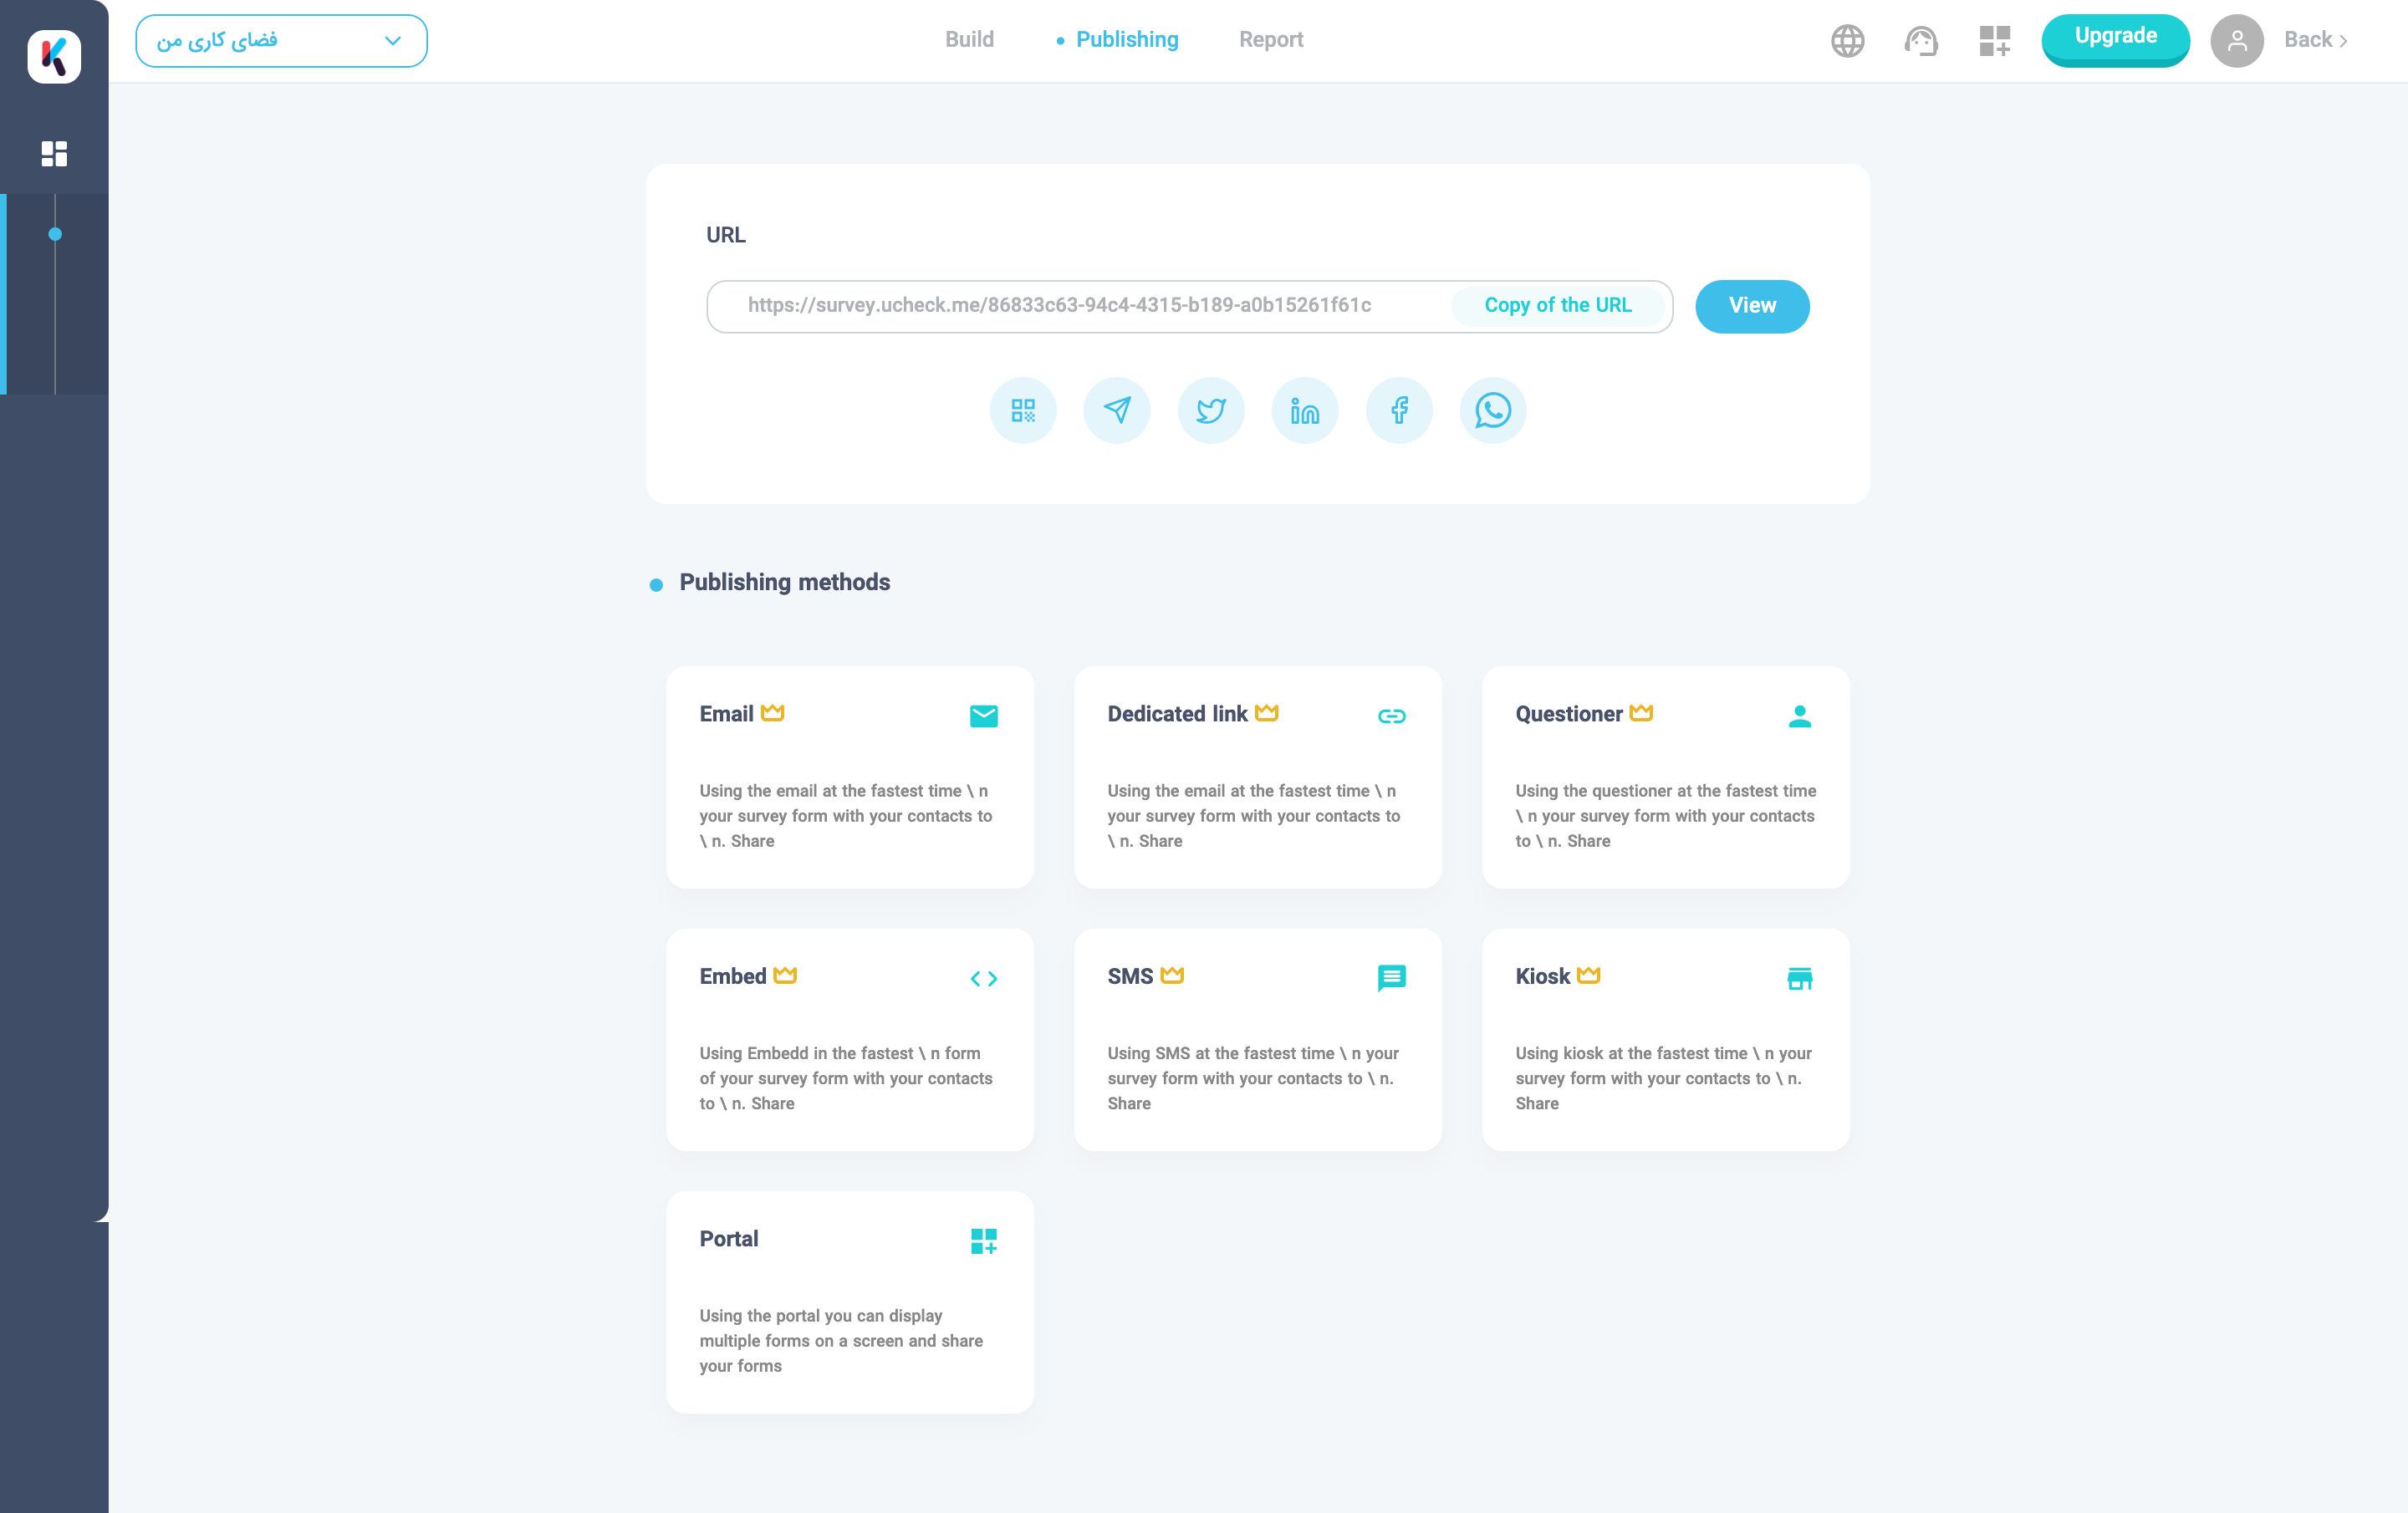 فضای کاری من
Build
Publishing
Report
Upgrade
Back
URL
https://survey.ucheck.me/86833c63-94c4-4315-b189-a0b15261f61c
Copy of the URL
View
Publishing methods
Email
Using the email at the fastest time \ n
your survey form with your contacts to
\ n. Share
Dedicated link
Using the email at the fastest time \ n
your survey form with your contacts to
\ n. Share
Questioner
Using the questioner at the fastest time
\ n your survey form with your contacts
to \ n. Share
Embed
Using Embedd in the fastest \ n form
of your survey form with your contacts
to \ n. Share
SMS
Using SMS at the fastest time \ n your
survey form with your contacts to \ n.
Share
Kiosk
Using kiosk at the fastest time \ n your
survey form with your contacts to \ n.
Share
Portal
Using the portal you can display
multiple forms on a screen and share
your forms